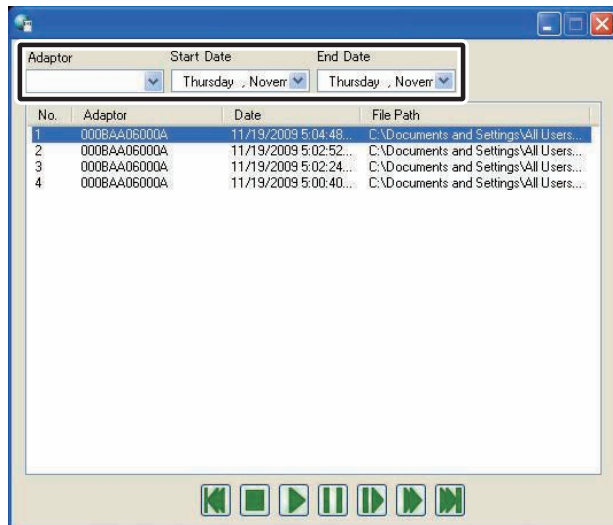 Adaptor Start Date End Date
Thursday , Noverr Thursday , Noverr
No. Adaptor Date File Path
1 000BAA06000A 11/19/2009 5:04:48... C:\Documents and Settings\All Users...
2 000BAA06000A 11/19/2009 5:02:52... C:\Documents and Settings\All Users...
3 000BAA06000A 11/19/2009 5:02:24... C:\Documents and Settings\All Users...
4 000BAA06000A 11/19/2009 5:00:40... C:\Documents and Settings\All Users...